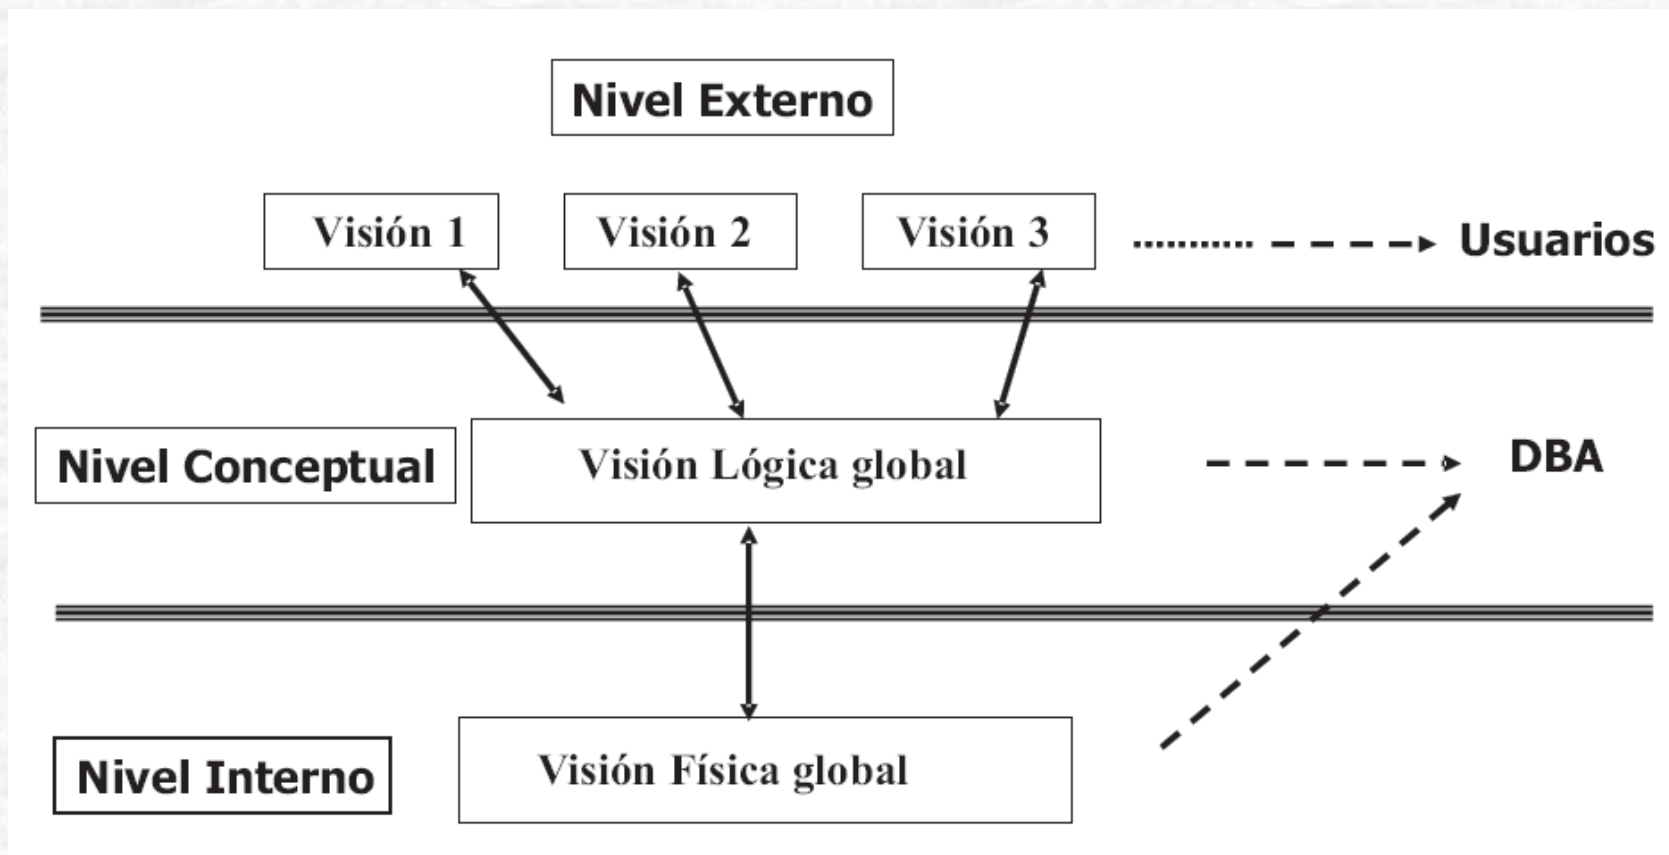 Nivel Externo
Visión 1
Visión 2
Visión 3
Usuarios
Nivel Conceptual
Visión Lógica global
DBA
Nivel Interno
Visión Física global